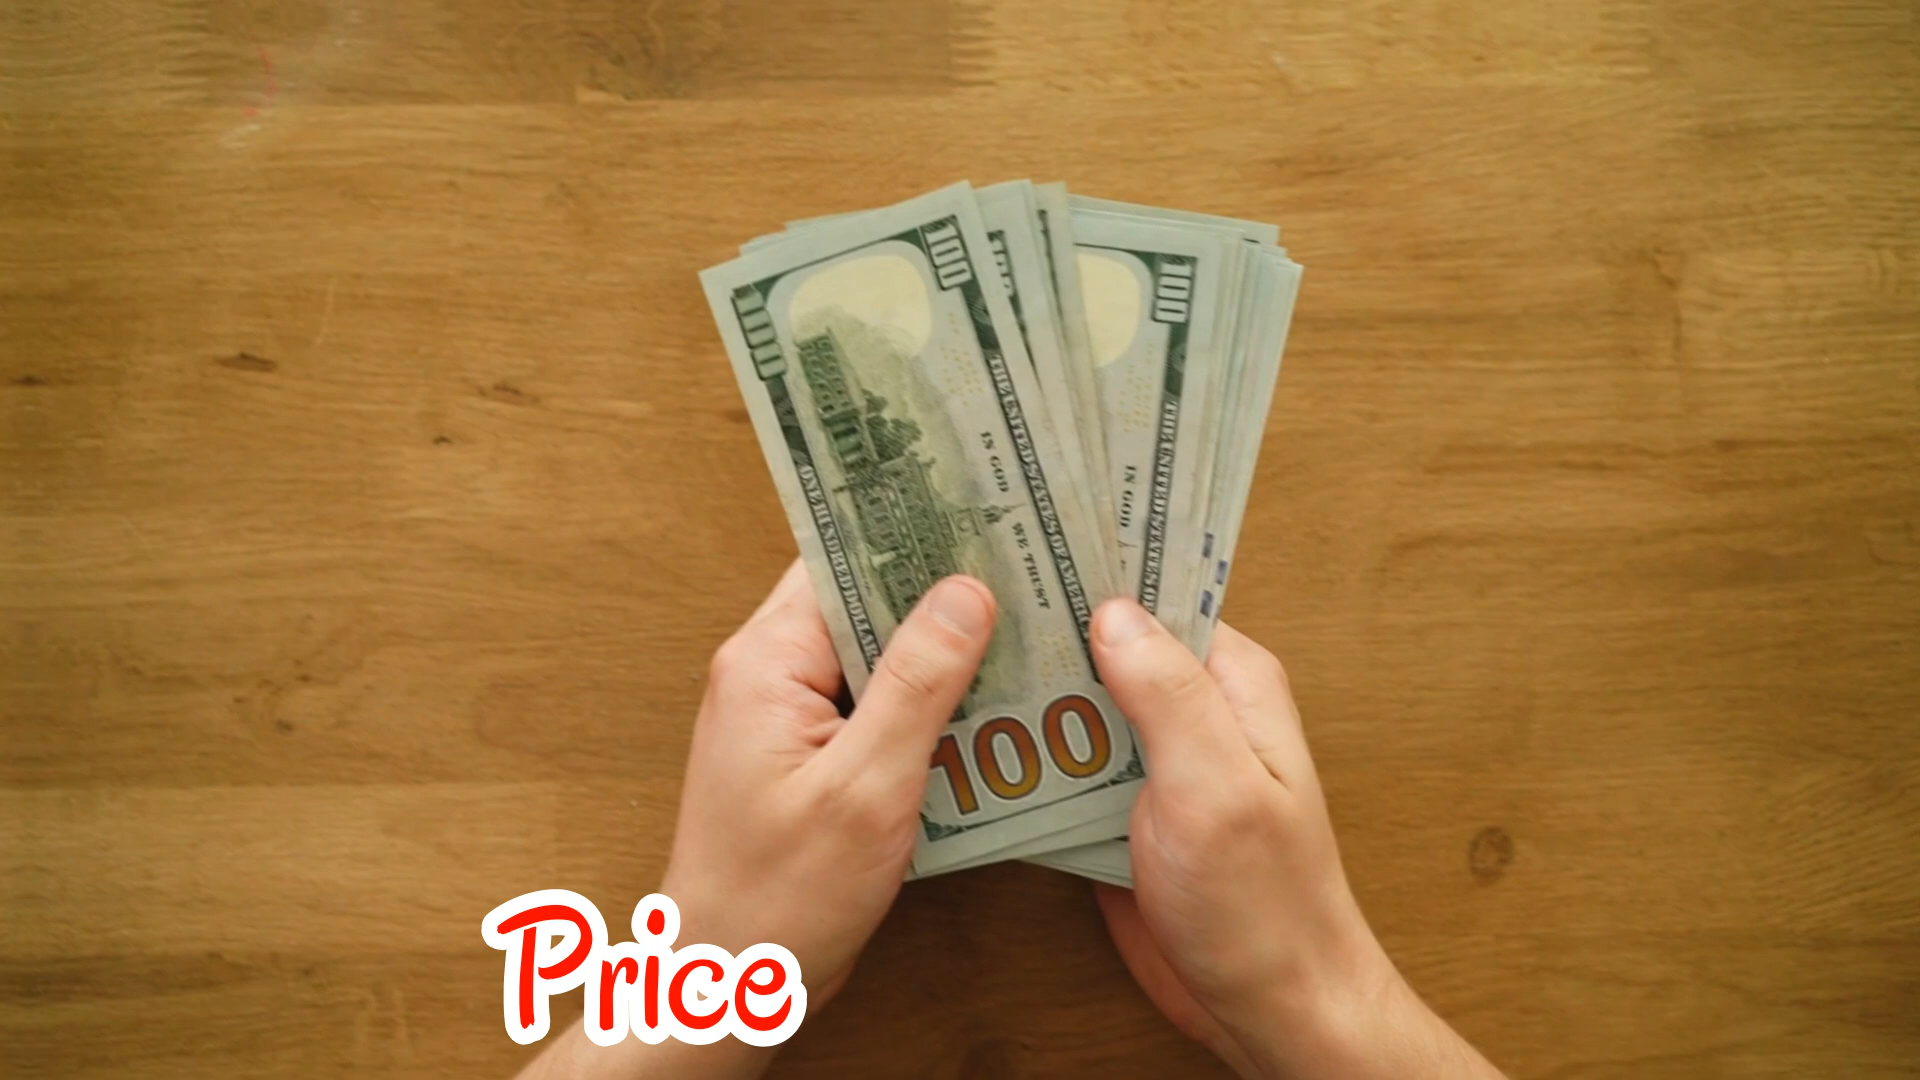 100
100
100
100
THE UNITED STATES OF AMERICA
IN GOD WE TRUST
ONE HUNDRED DOLLARS
THE UNITED STATES OF
IN GOD
100
Price